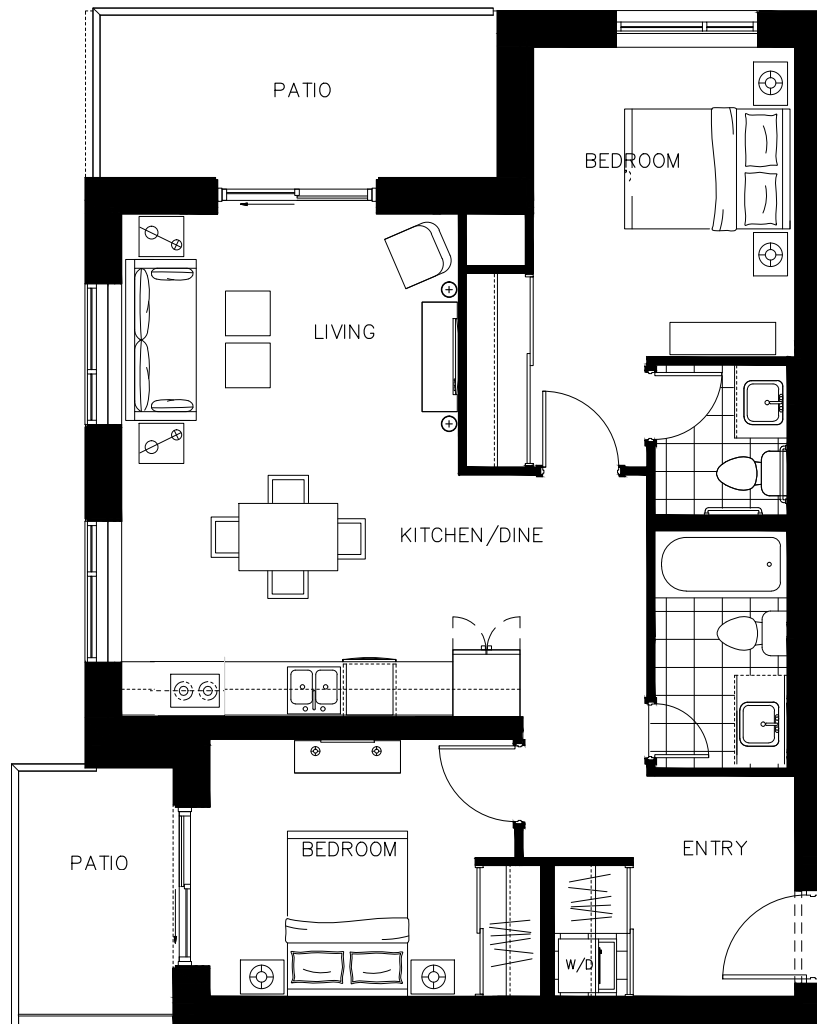 PATIO
BEDROOM
LIVING
KITCHEN/DINE
BEDROOM
ENTRY
PATIO
W/D